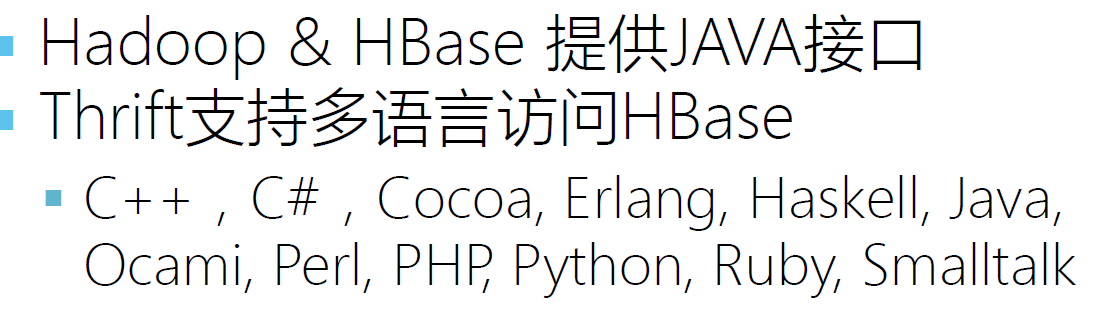 Hadoop & HBase 提供JAVA接口
Thrift支持多语言访问HBase
C++，C#，Cocoa, Erlang, Haskell, Java,
Ocami, Perl, PHP, Python, Ruby, Smalltalk